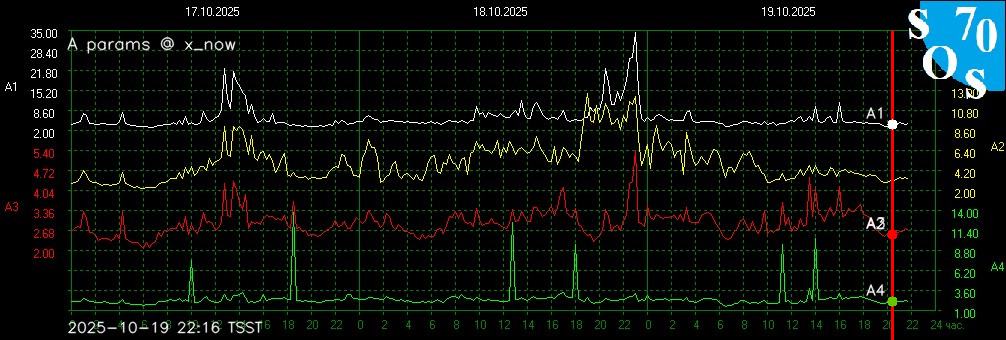 17.10.2025 18.10.2025 19.10.2025
A params @ x_now
S 70
O
S
A1
35.00
28.40
21.80
15.20
8.60
2.00
A3
5.40
4.72
4.04
3.36
2.68
2.00
A1
A3
A4
A2
13.00
10.80
8.60
6.40
4.20
2.00
A4
14.00
11.40
8.80
6.20
3.60
1.00
2025-10-19 22:16 TSST
16 18 20 22 0 2 4 6 8 10 12 14 16 18 20 22 0 2 4 6 8 10 12 14 16 18 20 22 24 час.